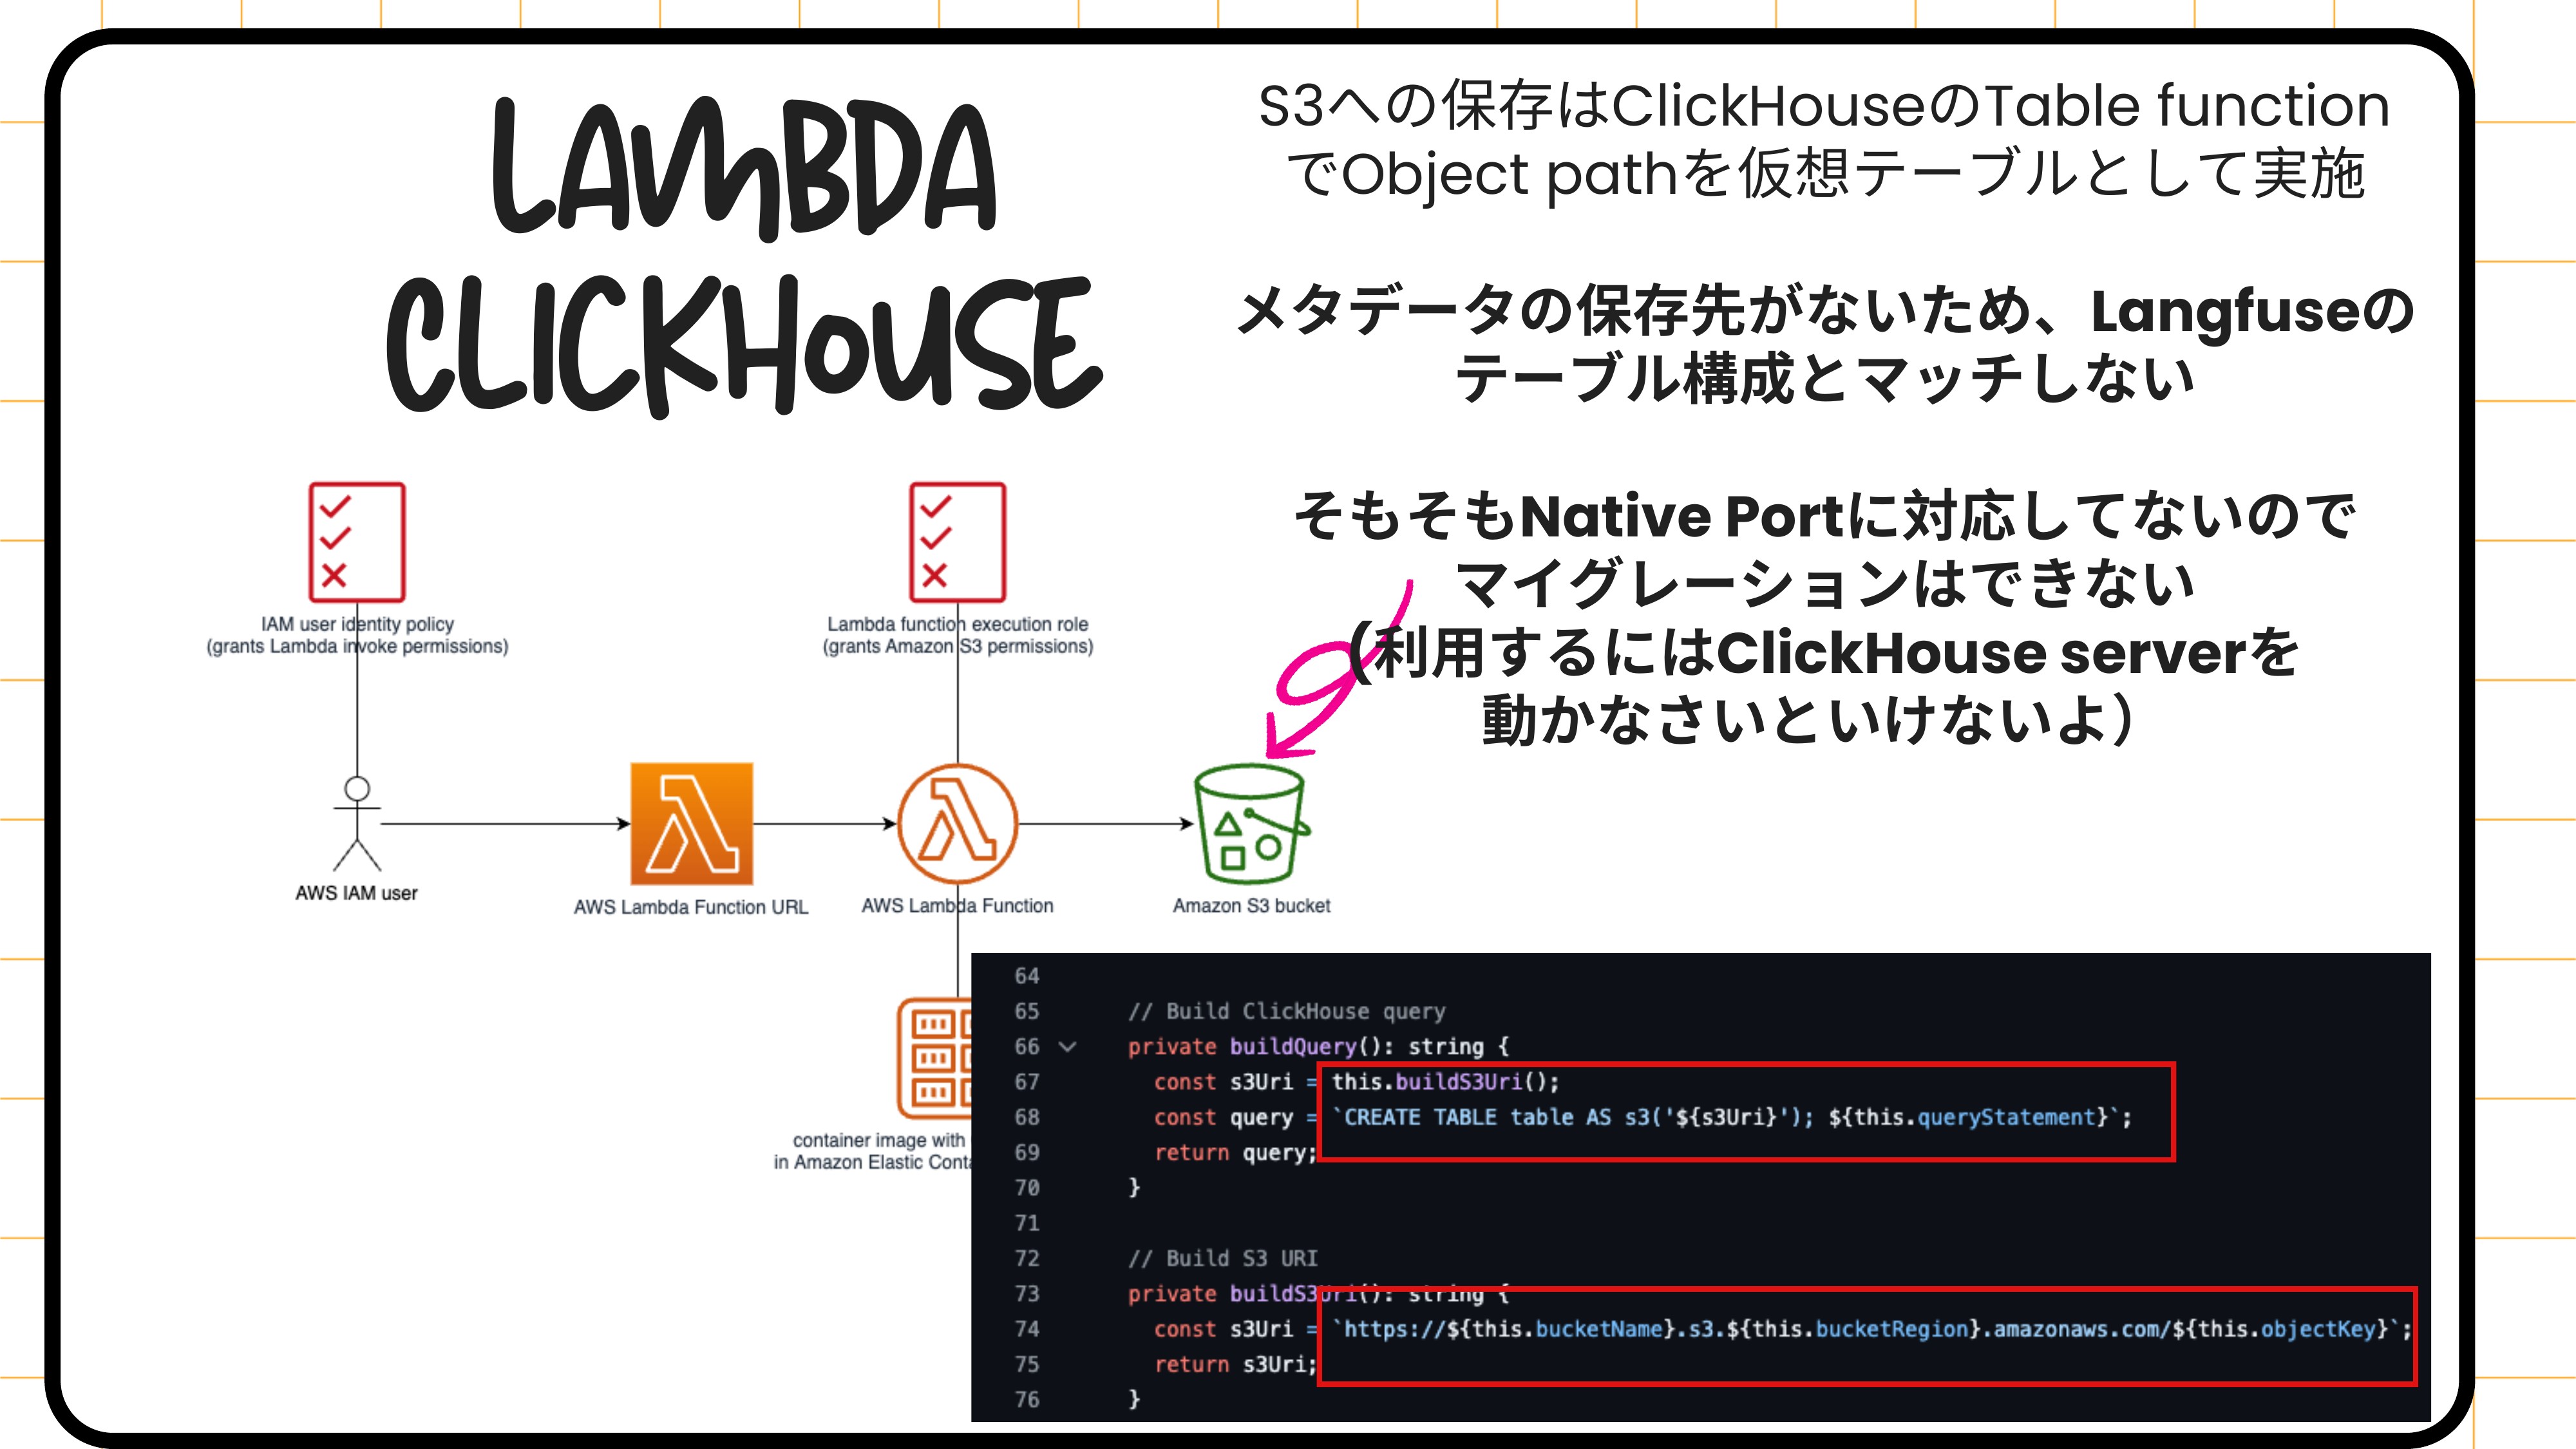 LAMBDA
CLICKHOUSE
S3への保存はClickHouseのTable function
でObject pathを仮想テーブルとして実施
メタデータの保存先がないため、Langfuseの
テーブル構成とマッチしない
そもそもNative Portに対応してないので
マイグレーションはできない
(利用するにはClickHouse serverを
動かなさいといけないよ）
IAM user identity policy
(grants Lambda invoke permissions)
Lambda function execution role
(grants Amazon S3 permissions)
AWS IAM user
AWS Lambda Function URL
AWS Lambda Function
Amazon S3 bucket
container image with
in Amazon Elastic
64
65 // Build ClickHouse query
66 private buildQuery(): string {
67 const s3Uri = this.buildS3Uri();
68 const query = `CREATE TABLE table AS s3('${s3Uri}'); ${this.queryStatement}`;
69 return query;
70 }
71
72 // Build S3 URI
73 private buildS3Uri(): string {
74 const s3Uri = `https://${this.bucketName}.s3.${this.bucketRegion}.amazonaws.com/${this.objectKey}`;
75 return s3Uri;
76 }